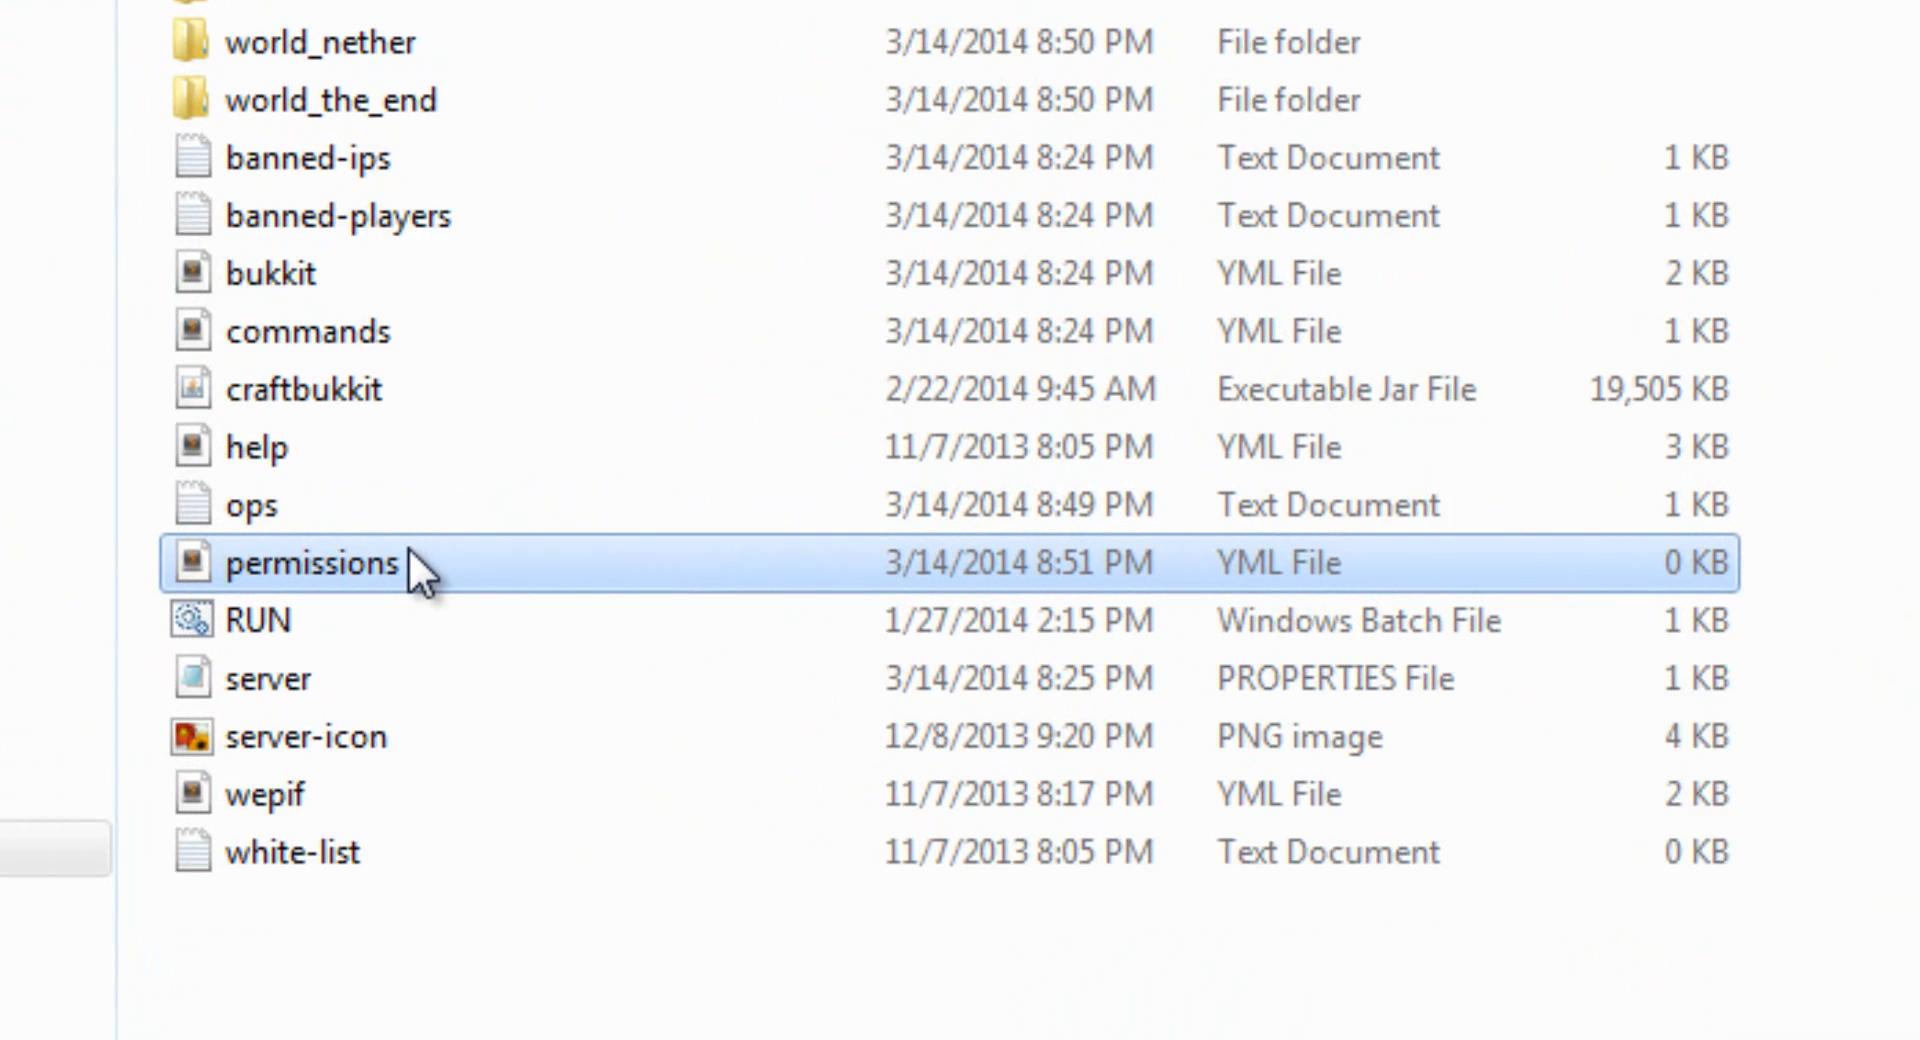 world_nether 3/14/2014 8:50 PM File folder
world_the_end 3/14/2014 8:50 PM File folder
banned-ips 3/14/2014 8:24 PM Text Document 1 KB
banned-players 3/14/2014 8:24 PM Text Document 1 KB
bukkit 3/14/2014 8:24 PM YML File 2 KB
commands 3/14/2014 8:24 PM YML File 1 KB
craftbukkit 2/22/2014 9:45 AM Executable Jar File 19,505 KB
help 11/7/2013 8:05 PM YML File 3 KB
ops 3/14/2014 8:49 PM Text Document 1 KB
permissions 3/14/2014 8:51 PM YML File 0 KB
RUN 1/27/2014 2:15 PM Windows Batch File 1 KB
server 3/14/2014 8:25 PM PROPERTIES File 1 KB
server-icon 12/8/2013 9:20 PM PNG image 4 KB
wepif 11/7/2013 8:17 PM YML File 2 KB
white-list 11/7/2013 8:05 PM Text Document 0 KB